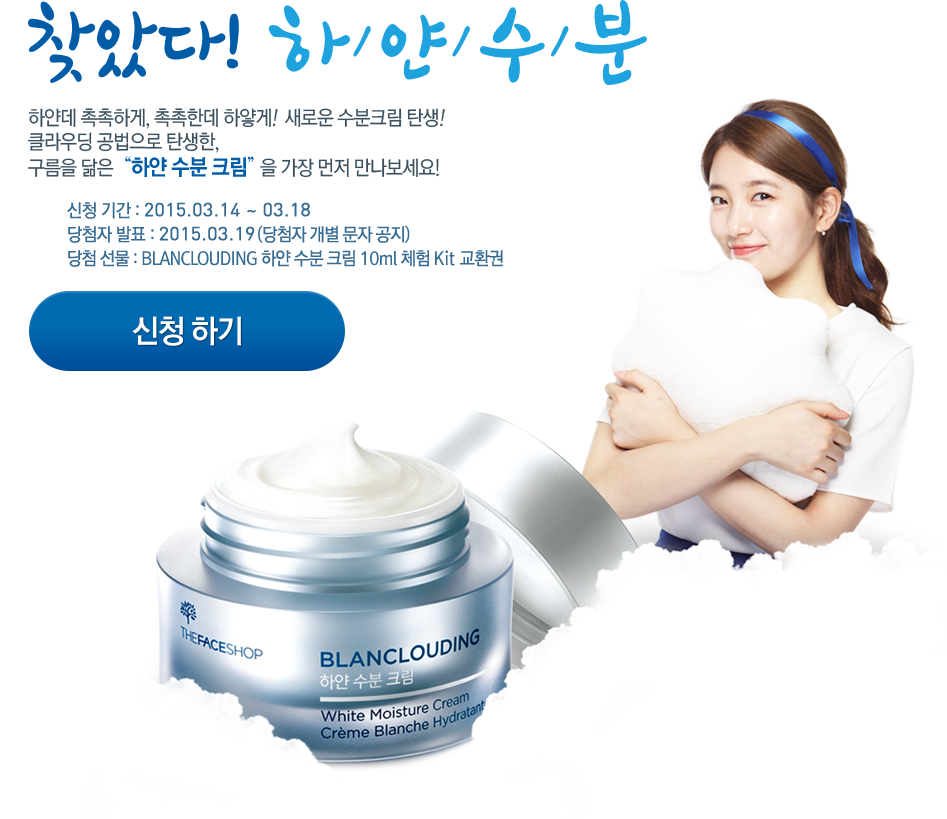 찾았다! 하/얀/수/분
하얀데 촉촉하게, 촉촉한데 하얗게! 새로운 수분크림 탄생!
클라우딩 공법으로 탄생한,
구름을 닮은 “하얀 수분 크림” 을 가장 먼저 만나보세요!
신청 기간 : 2015.03.14 ~ 03.18
당첨자 발표 : 2015.03.19 (당첨자 개별 문자 공지)
당첨 선물 : BLANCLOUDING 하얀 수분 크림 10ml 체험 Kit 교환권
신청 하기
THEFACESHOP
BLANCLOUDING
하얀 수분 크림
White Moisture Cream
Crème Blanche Hydratante